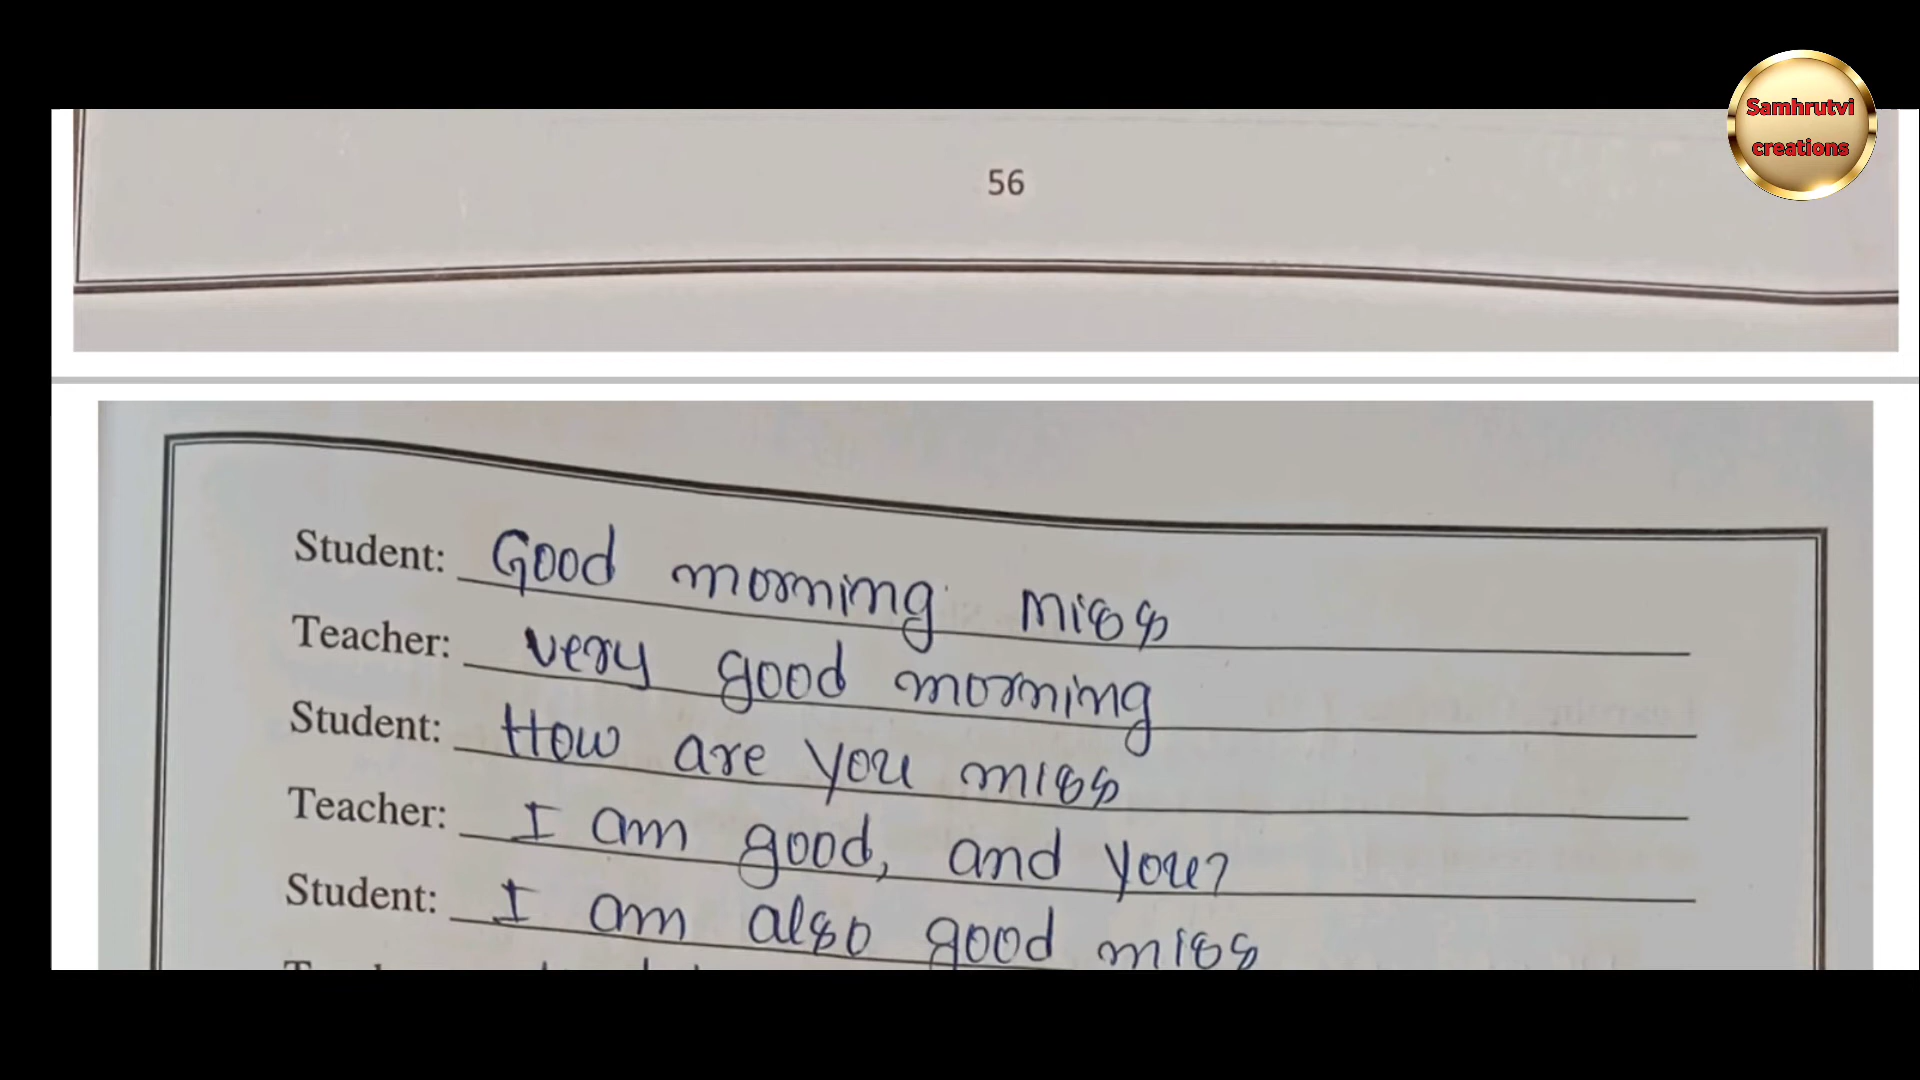 Samhrutvi
creations
56
Student: Good morning miss
Teacher: very good morning
Student: How are you miss
Teacher: I am good, and you?
Student: I am also good miss